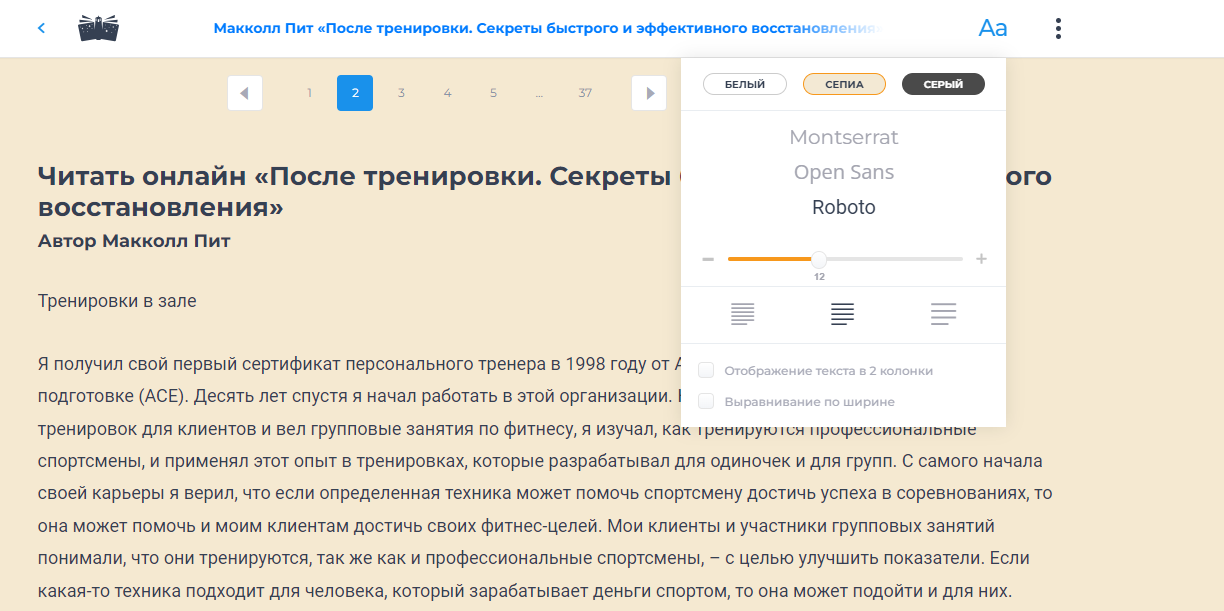 Макколл Пит «После тренировки. Секреты быстрого и эффективного восстановления»
Aa
1 2 3 4 5 ... 37
БЕЛЫЙ СЕПИА СЕРЫЙ
Montserrat
Open Sans
Roboto
− +
12
Отображение текста в 2 колонки
Выравнивание по ширине
Читать онлайн «После тренировки. Секреты ого
восстановления»
Автор Макколл Пит
Тренировки в зале
Я получил свой первый сертификат персонального тренера в 1998 году от А
подготовке (ACE). Десять лет спустя я начал работать в этой организации.
тренировок для клиентов и вел групповые занятия по фитнесу, я изучал, как тренируются профессиональные
спортсмены, и применял этот опыт в тренировках, которые разрабатывал для одиночек и для групп. С самого начала
своей карьеры я верил, что если определенная техника может помочь спортсмену достичь успеха в соревнованиях, то
она может помочь и моим клиентам достичь своих фитнес-целей. Мои клиенты и участники групповых занятий
понимали, что они тренируются, так же как и профессиональные спортсмены, – с целью улучшить показатели. Если
какая-то техника подходит для человека, который зарабатывает деньги спортом, то она может подойти и для них.